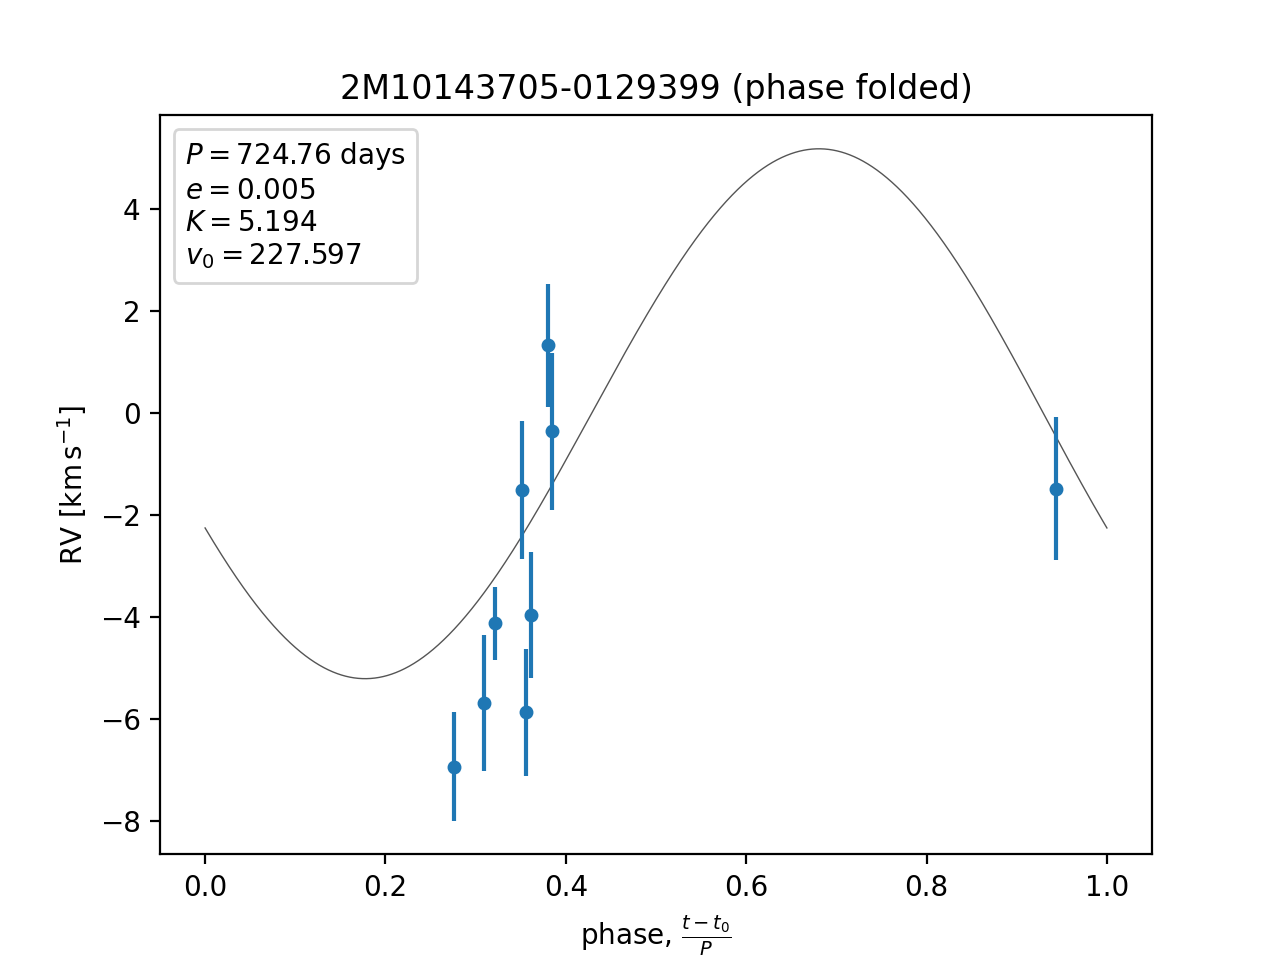 2M10143705-0129399 (phase folded)
P = 724.76 days
e = 0.005
K = 5.194
v₀ = 227.597
4
2
0
−2
−4
−6
−8
RV [km s⁻¹]
0.0 0.2 0.4 0.6 0.8 1.0
phase, (t − t₀)/P